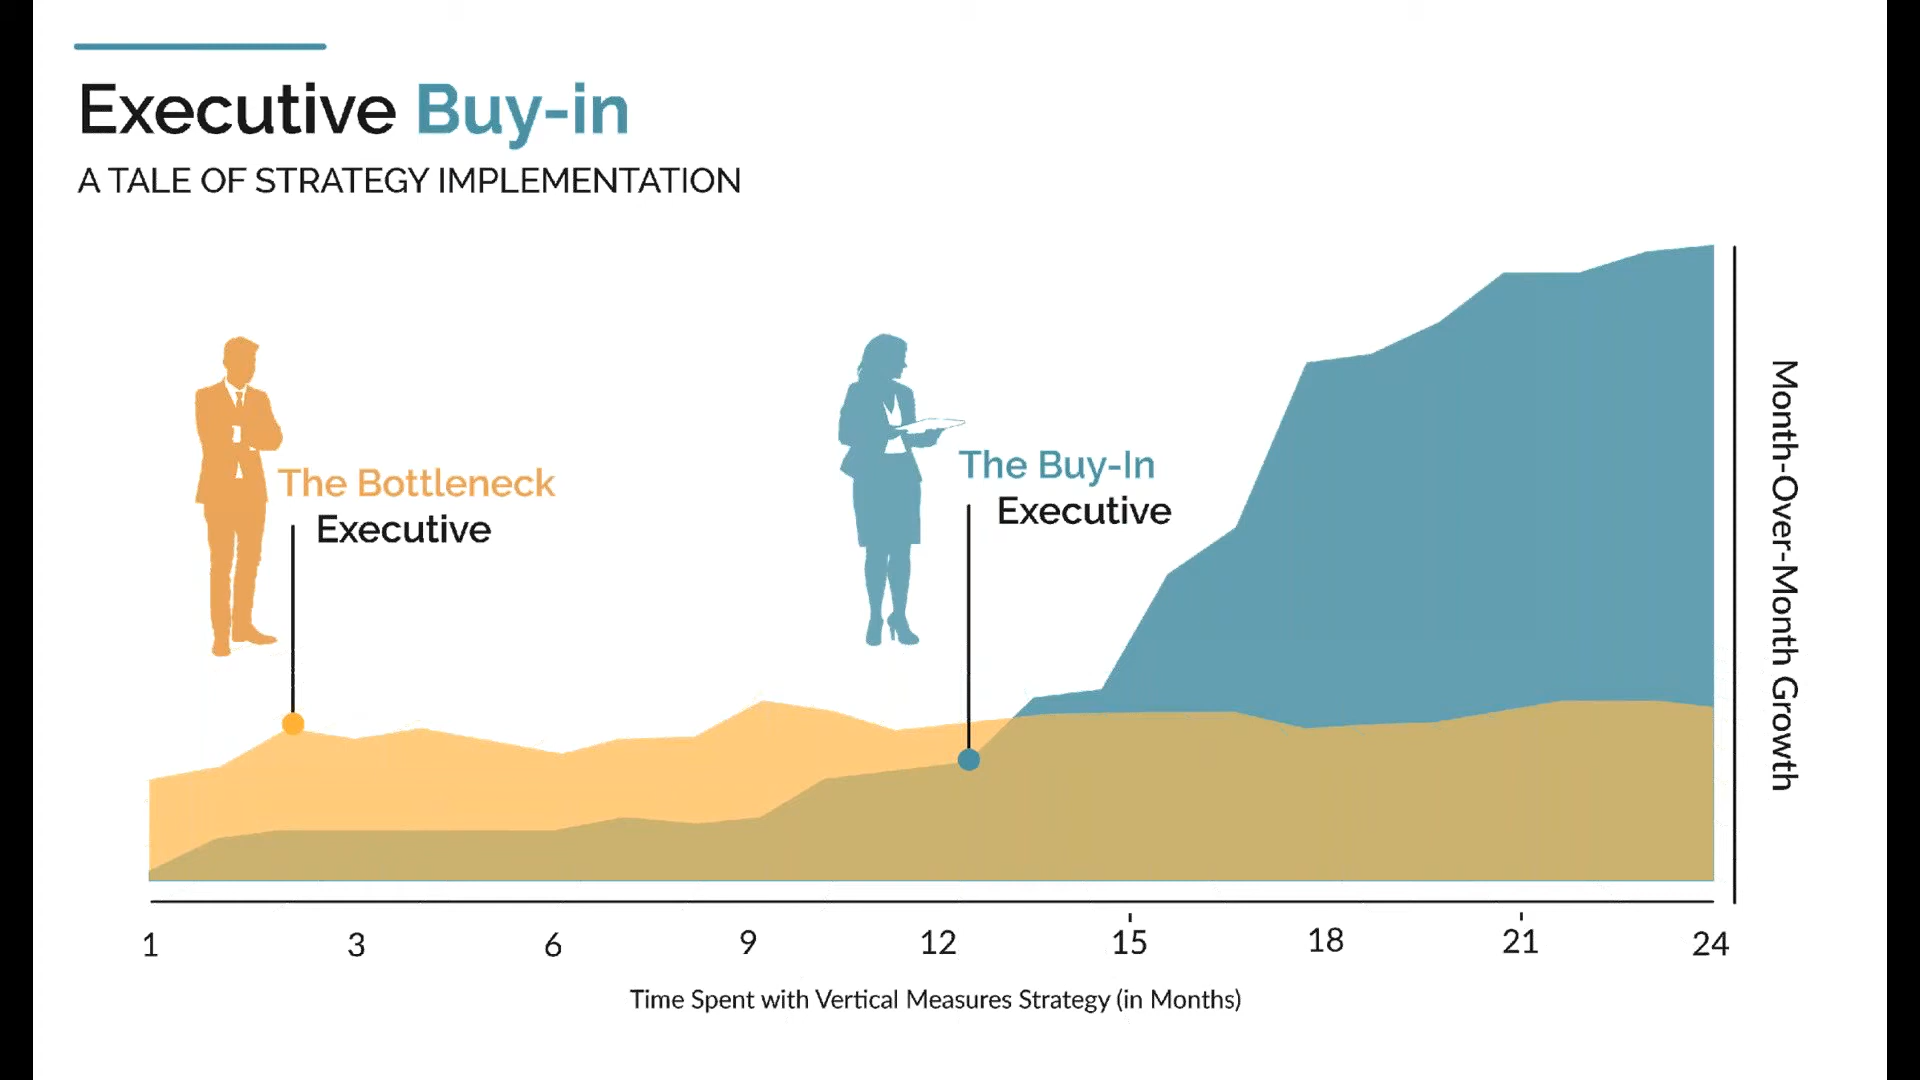 Executive Buy-in
A TALE OF STRATEGY IMPLEMENTATION
The Bottleneck
Executive
The Buy-In
Executive
Month-Over-Month Growth
1 3 6 9 12 15 18 21 24
Time Spent with Vertical Measures Strategy (in Months)